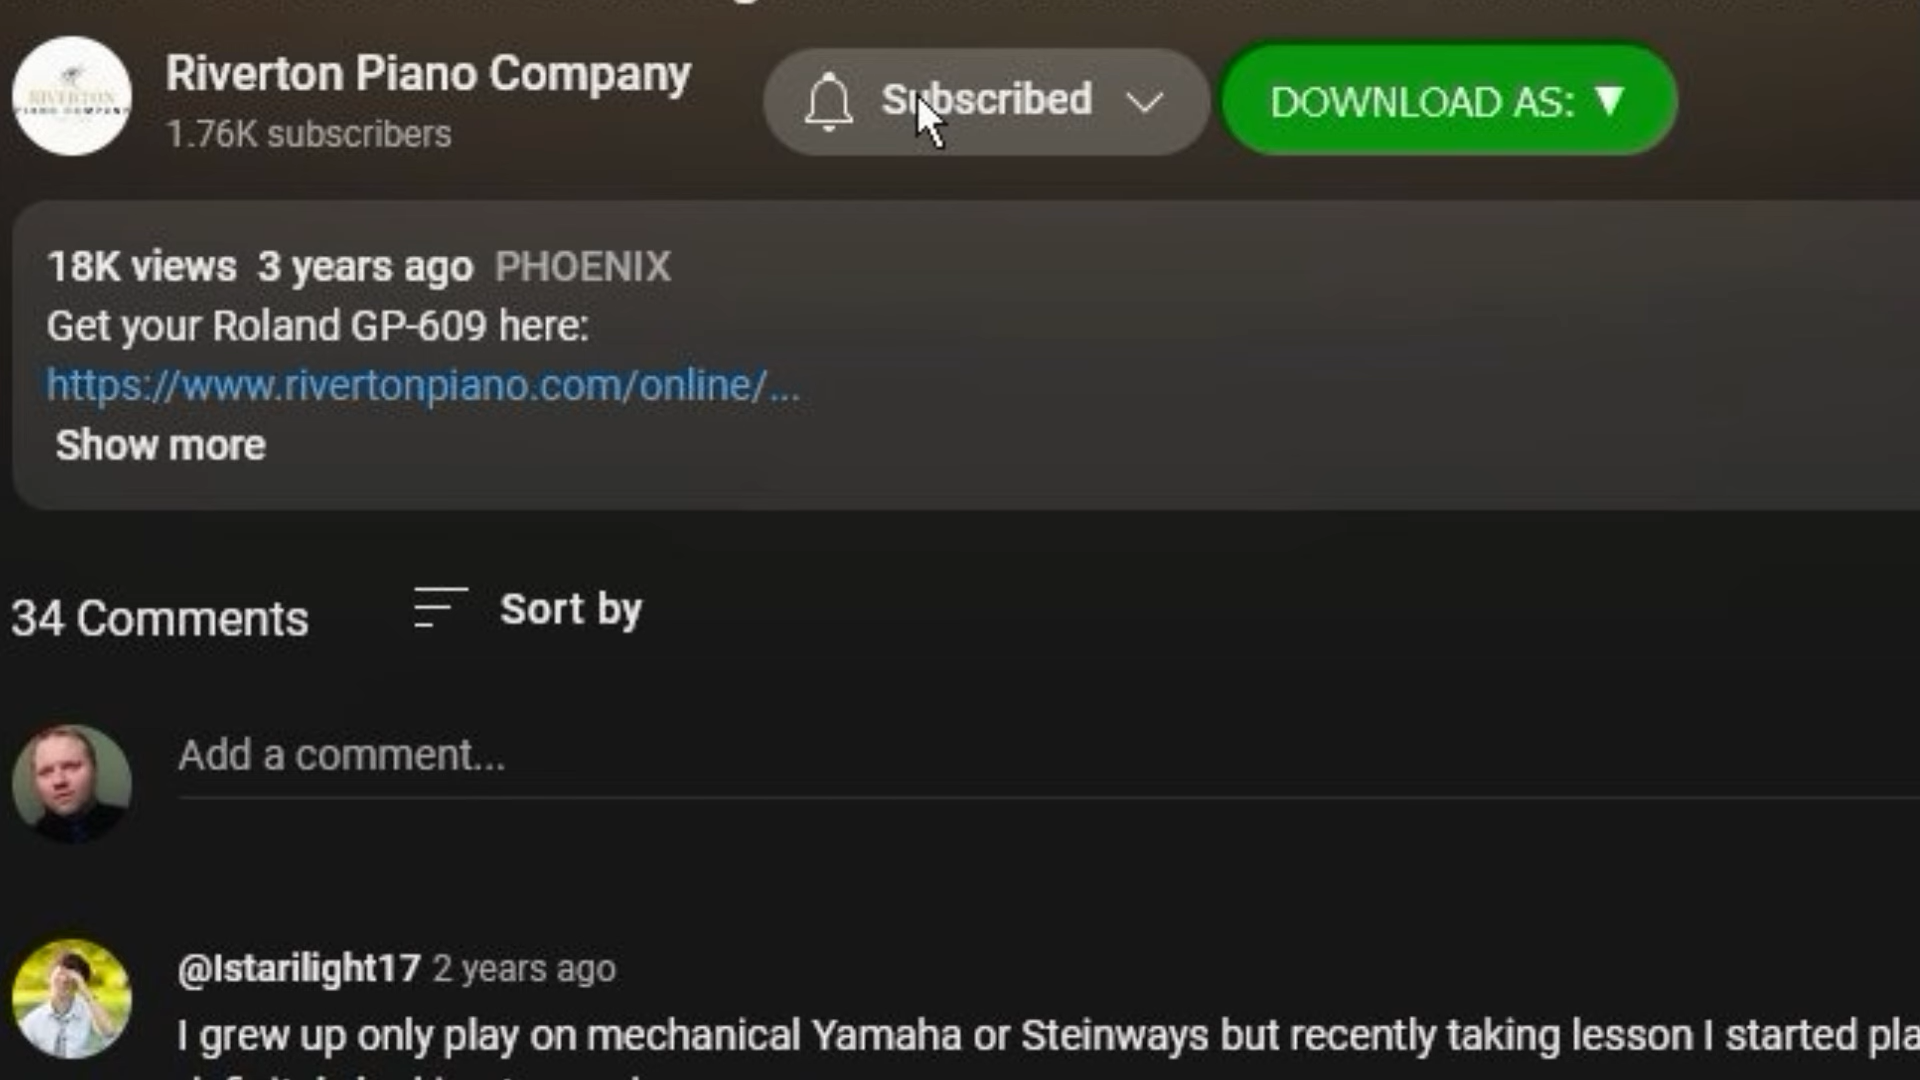 Riverton Piano Company
1.76K subscribers
Subscribed
DOWNLOAD AS: ▼
18K views 3 years ago PHOENIX
Get your Roland GP-609 here:
https://www.rivertonpiano.com/online/...
Show more
34 Comments
Sort by
Add a comment...
@Istarilight17 2 years ago
I grew up only play on mechanical Yamaha or Steinways but recently taking lesson I started pla